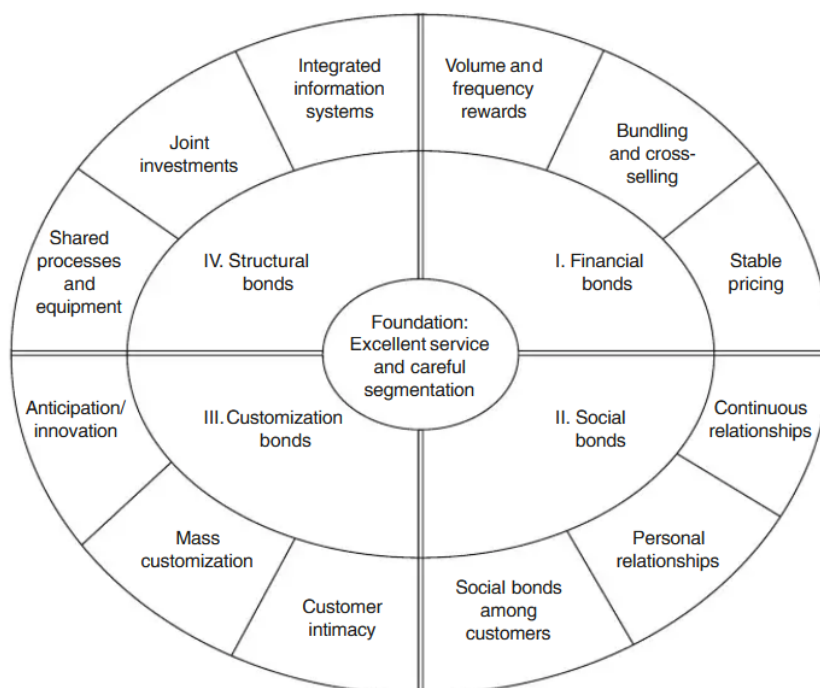 Integrated
information
systems
Volume and
frequency
rewards
Joint
investments
Bundling
and cross-
selling
Shared
processes
and
equipment
IV. Structural
bonds
I. Financial
bonds
Stable
pricing
Foundation:
Excellent service
and careful
segmentation
Anticipation/
innovation
III. Customization
bonds
II. Social
bonds
Continuous
relationships
Mass
customization
Personal
relationships
Customer
intimacy
Social bonds
among
customers